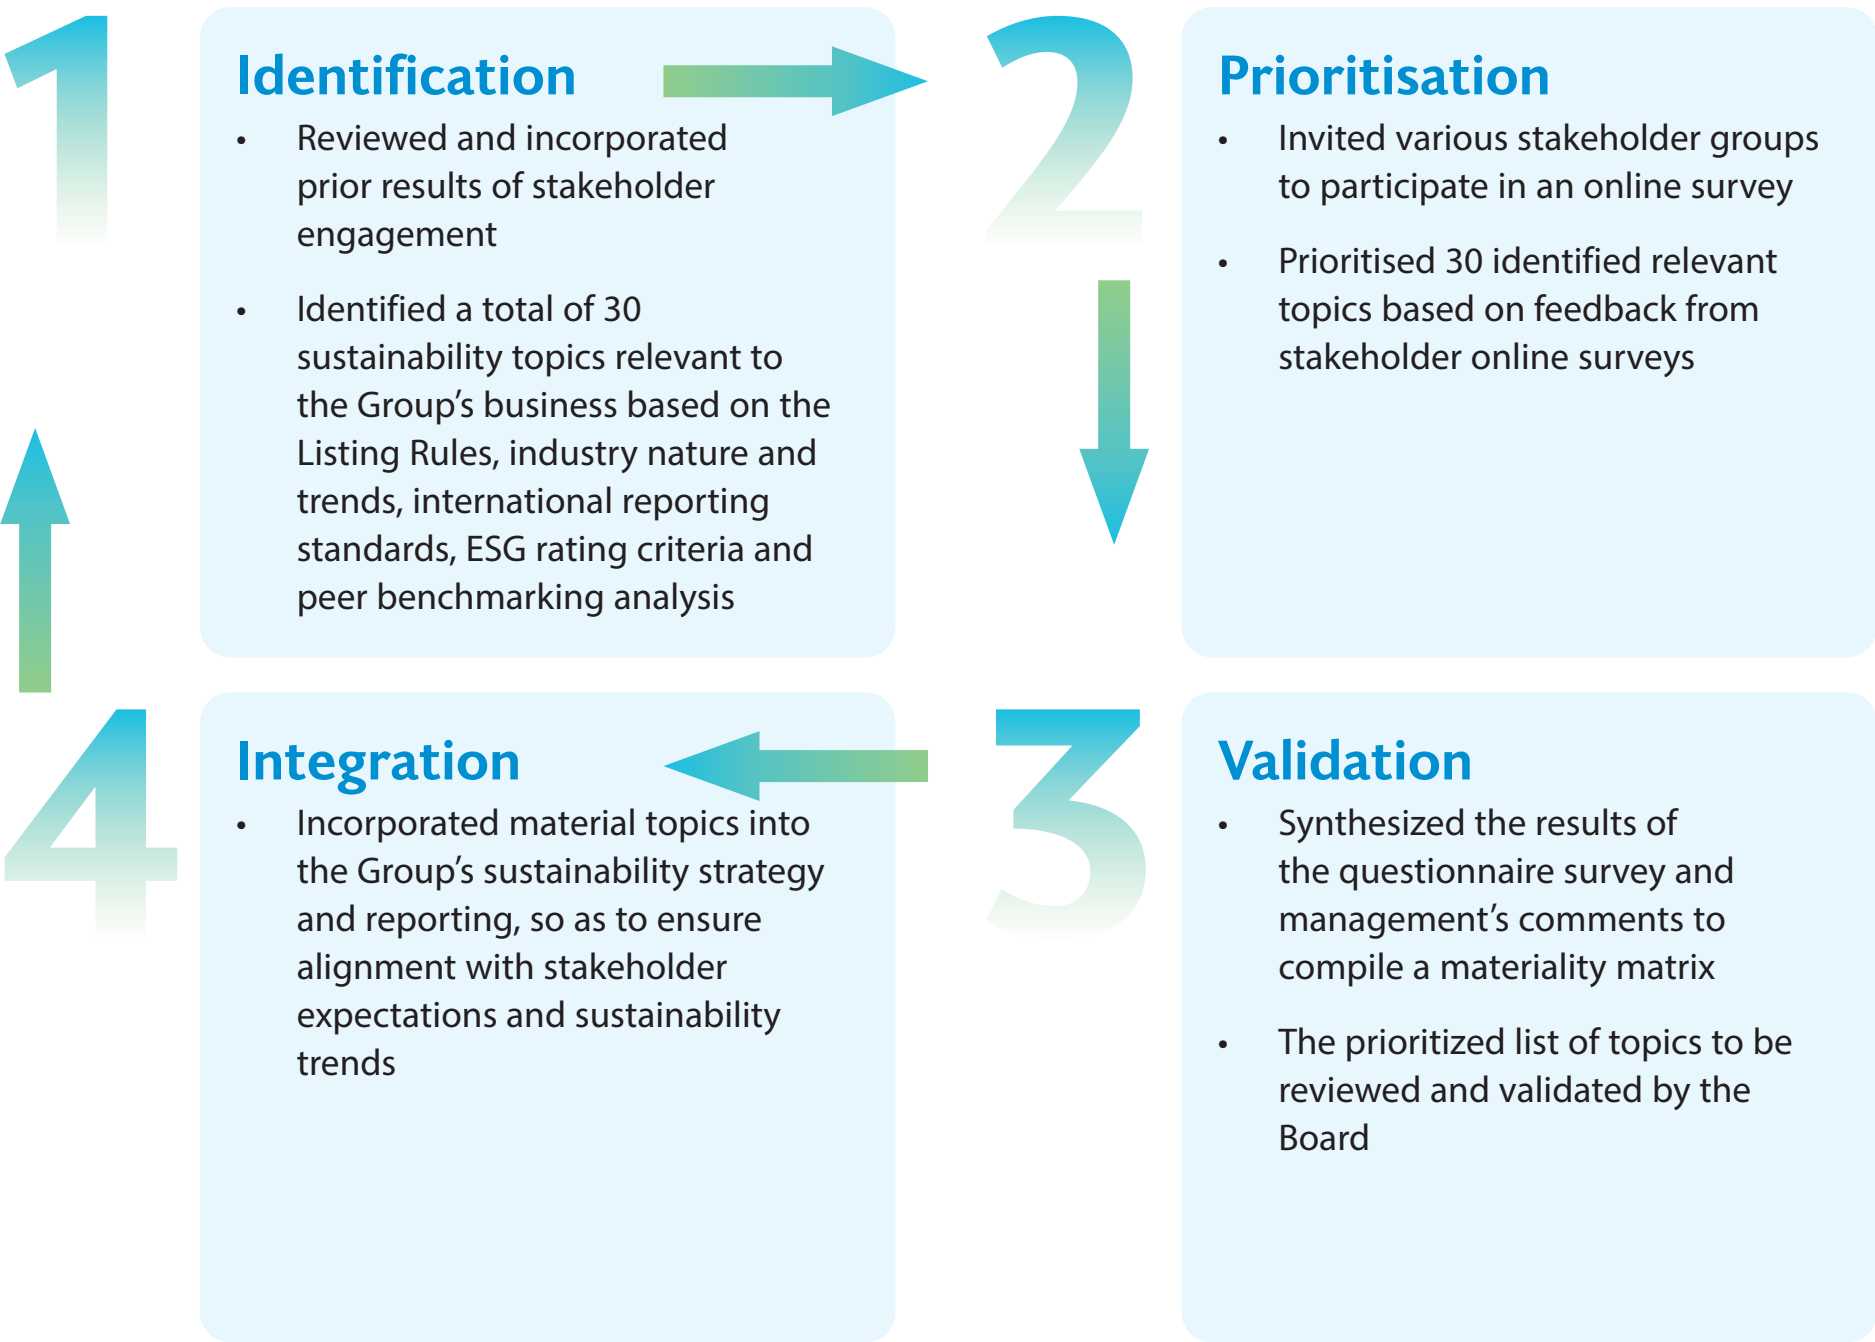 1
Identification
• Reviewed and incorporated
prior results of stakeholder
engagement
• Identified a total of 30
sustainability topics relevant to
the Group’s business based on the
Listing Rules, industry nature and
trends, international reporting
standards, ESG rating criteria and
peer benchmarking analysis
2
Prioritisation
• Invited various stakeholder groups
to participate in an online survey
• Prioritised 30 identified relevant
topics based on feedback from
stakeholder online surveys
3
Validation
• Synthesized the results of
the questionnaire survey and
management’s comments to
compile a materiality matrix
• The prioritized list of topics to be
reviewed and validated by the
Board
4
Integration
• Incorporated material topics into
the Group’s sustainability strategy
and reporting, so as to ensure
alignment with stakeholder
expectations and sustainability
trends